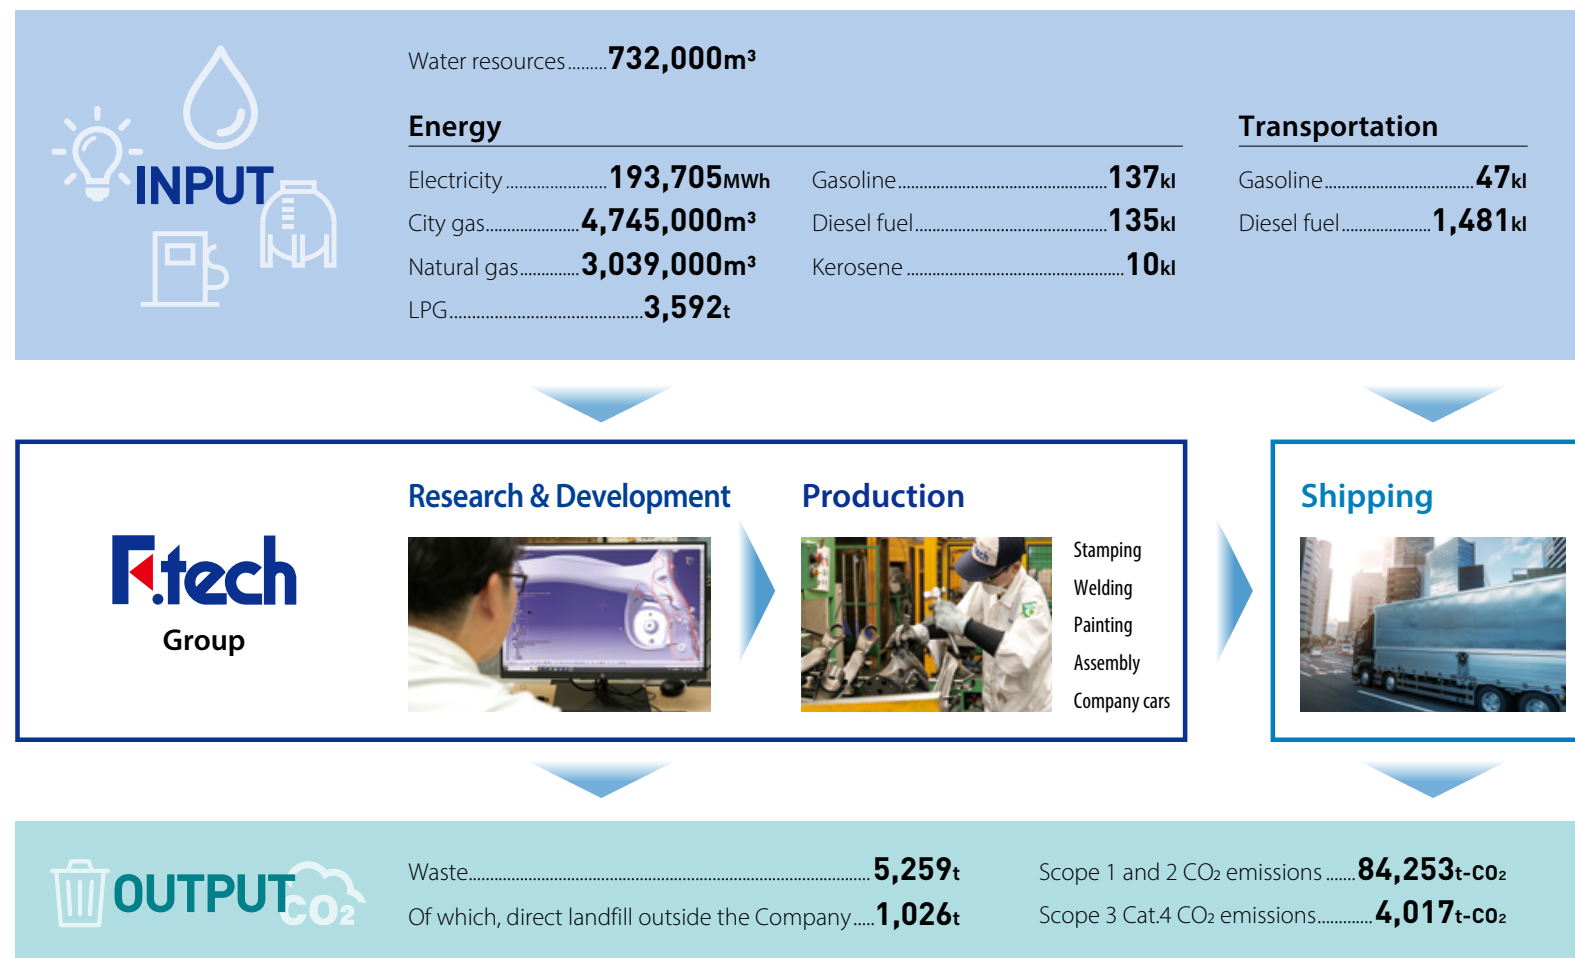 INPUT
Water resources.........732,000m³
Energy
Electricity......................193,705MWh
City gas.....................4,745,000m³
Natural gas.............3,039,000m³
LPG...........................................3,592t
Gasoline...............................................137kl
Diesel fuel...........................................135kl
Kerosene.................................................10kl
Transportation
Gasoline.................................47kl
Diesel fuel....................1,481kl
F.tech
Group
Research & Development
Production
Stamping
Welding
Painting
Assembly
Company cars
Shipping
OUTPUT
CO₂
Waste..........................................................................................5,259t
Of which, direct landfill outside the Company.....1,026t
Scope 1 and 2 CO₂ emissions.......84,253t-CO₂
Scope 3 Cat.4 CO₂ emissions.............4,017t-CO₂